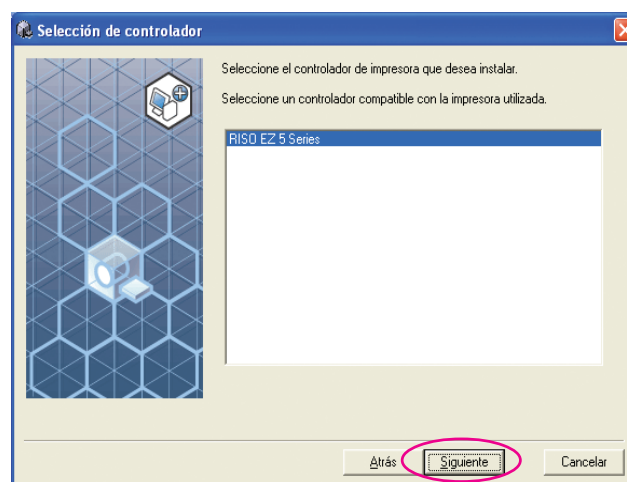 Selección de controlador
Seleccione el controlador de impresora que desea instalar.
Seleccione un controlador compatible con la impresora utilizada.
RISO EZ 5 Series
Atrás
Siguiente
Cancelar